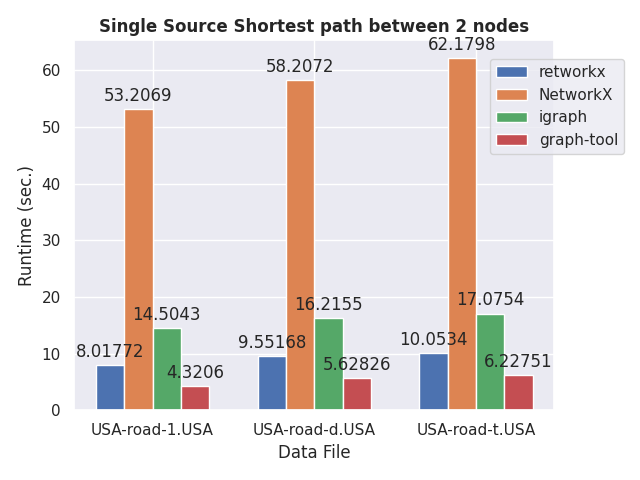 Single Source Shortest path between 2 nodes
Runtime (sec.)
60
50
40
30
20
10
0
53.2069
58.2072
62.1798
14.5043
16.2155
17.0754
8.01772
9.55168
10.0534
4.3206
5.62826
6.22751
retworkx
NetworkX
igraph
graph-tool
USA-road-1.USA
USA-road-d.USA
USA-road-t.USA
Data File